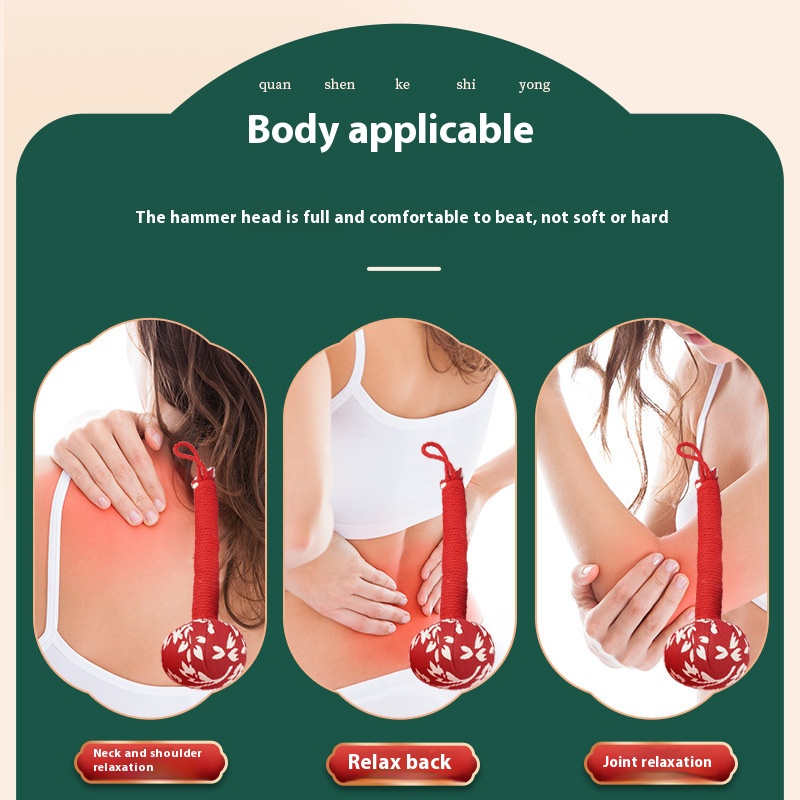 quan shen ke shi yong
Body applicable
The hammer head is full and comfortable to beat, not soft or hard
Neck and shoulder
relaxation
Relax back
Joint relaxation